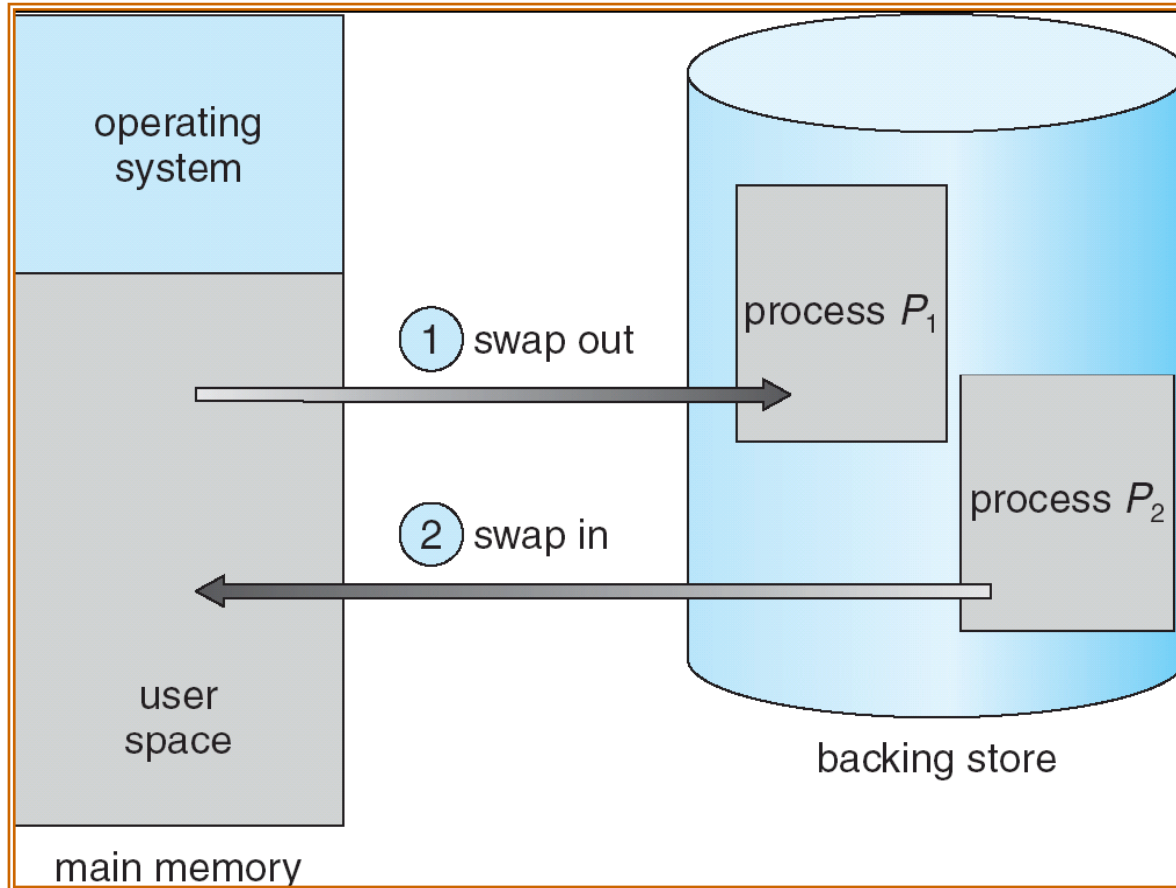 operating
system
process P₁
1 swap out
process P₂
2 swap in
user
space
backing store
main memory